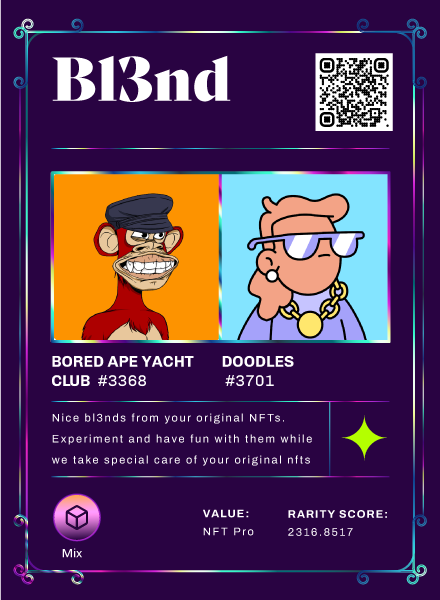 Bl3nd
BORED APE YACHT
CLUB #3368
DOODLES
#3701
Nice bl3nds from your original NFTs.
Experiment and have fun with them while
we take special care of your original nfts
Mix
VALUE:
NFT Pro
RARITY SCORE:
2316.8517